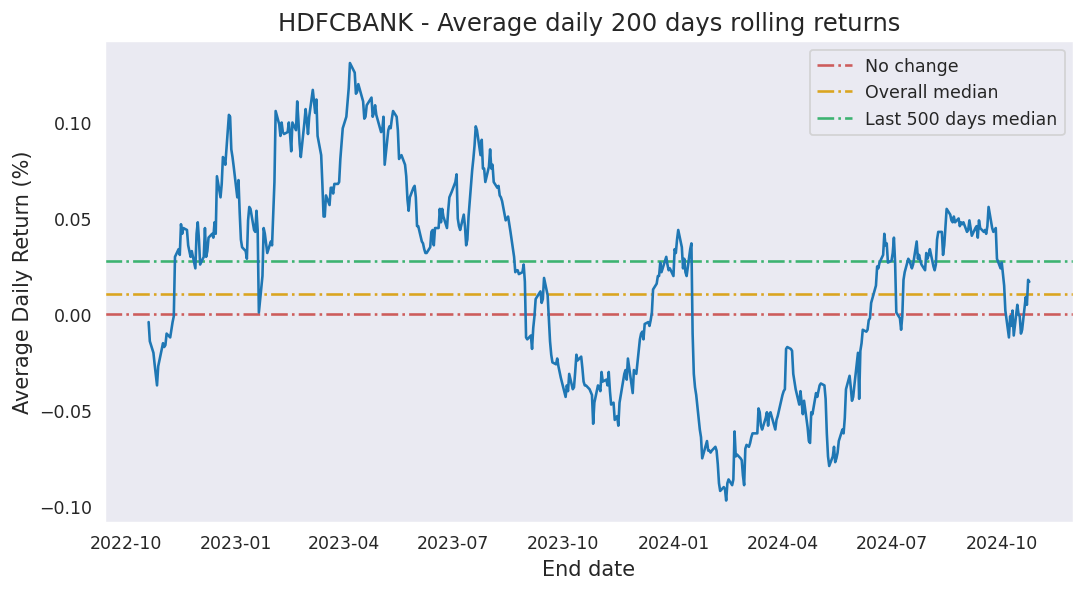 HDFCBANK - Average daily 200 days rolling returns
No change
Overall median
Last 500 days median
Average Daily Return (%)
0.10
0.05
0.00
−0.05
−0.10
2022-10 2023-01 2023-04 2023-07 2023-10 2024-01 2024-04 2024-07 2024-10
End date